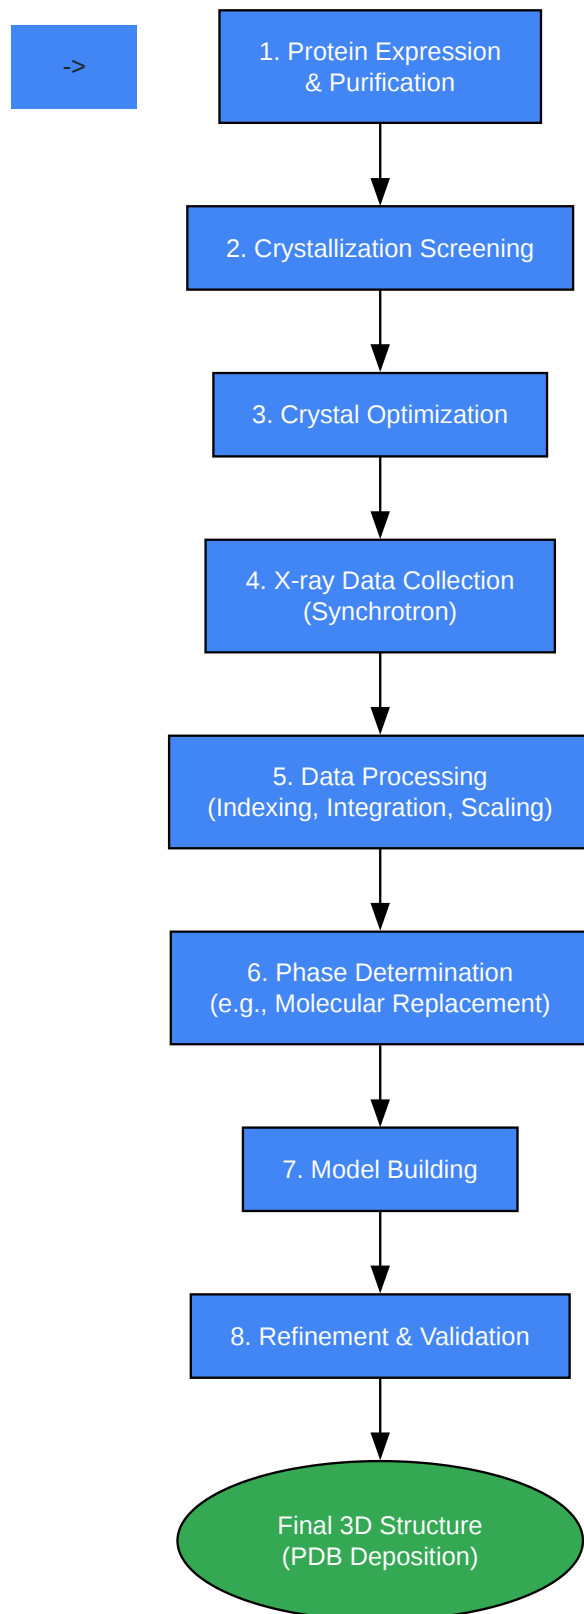 ->
1. Protein Expression
& Purification
2. Crystallization Screening
3. Crystal Optimization
4. X-ray Data Collection
(Synchrotron)
5. Data Processing
(Indexing, Integration, Scaling)
6. Phase Determination
(e.g., Molecular Replacement)
7. Model Building
8. Refinement & Validation
Final 3D Structure
(PDB Deposition)